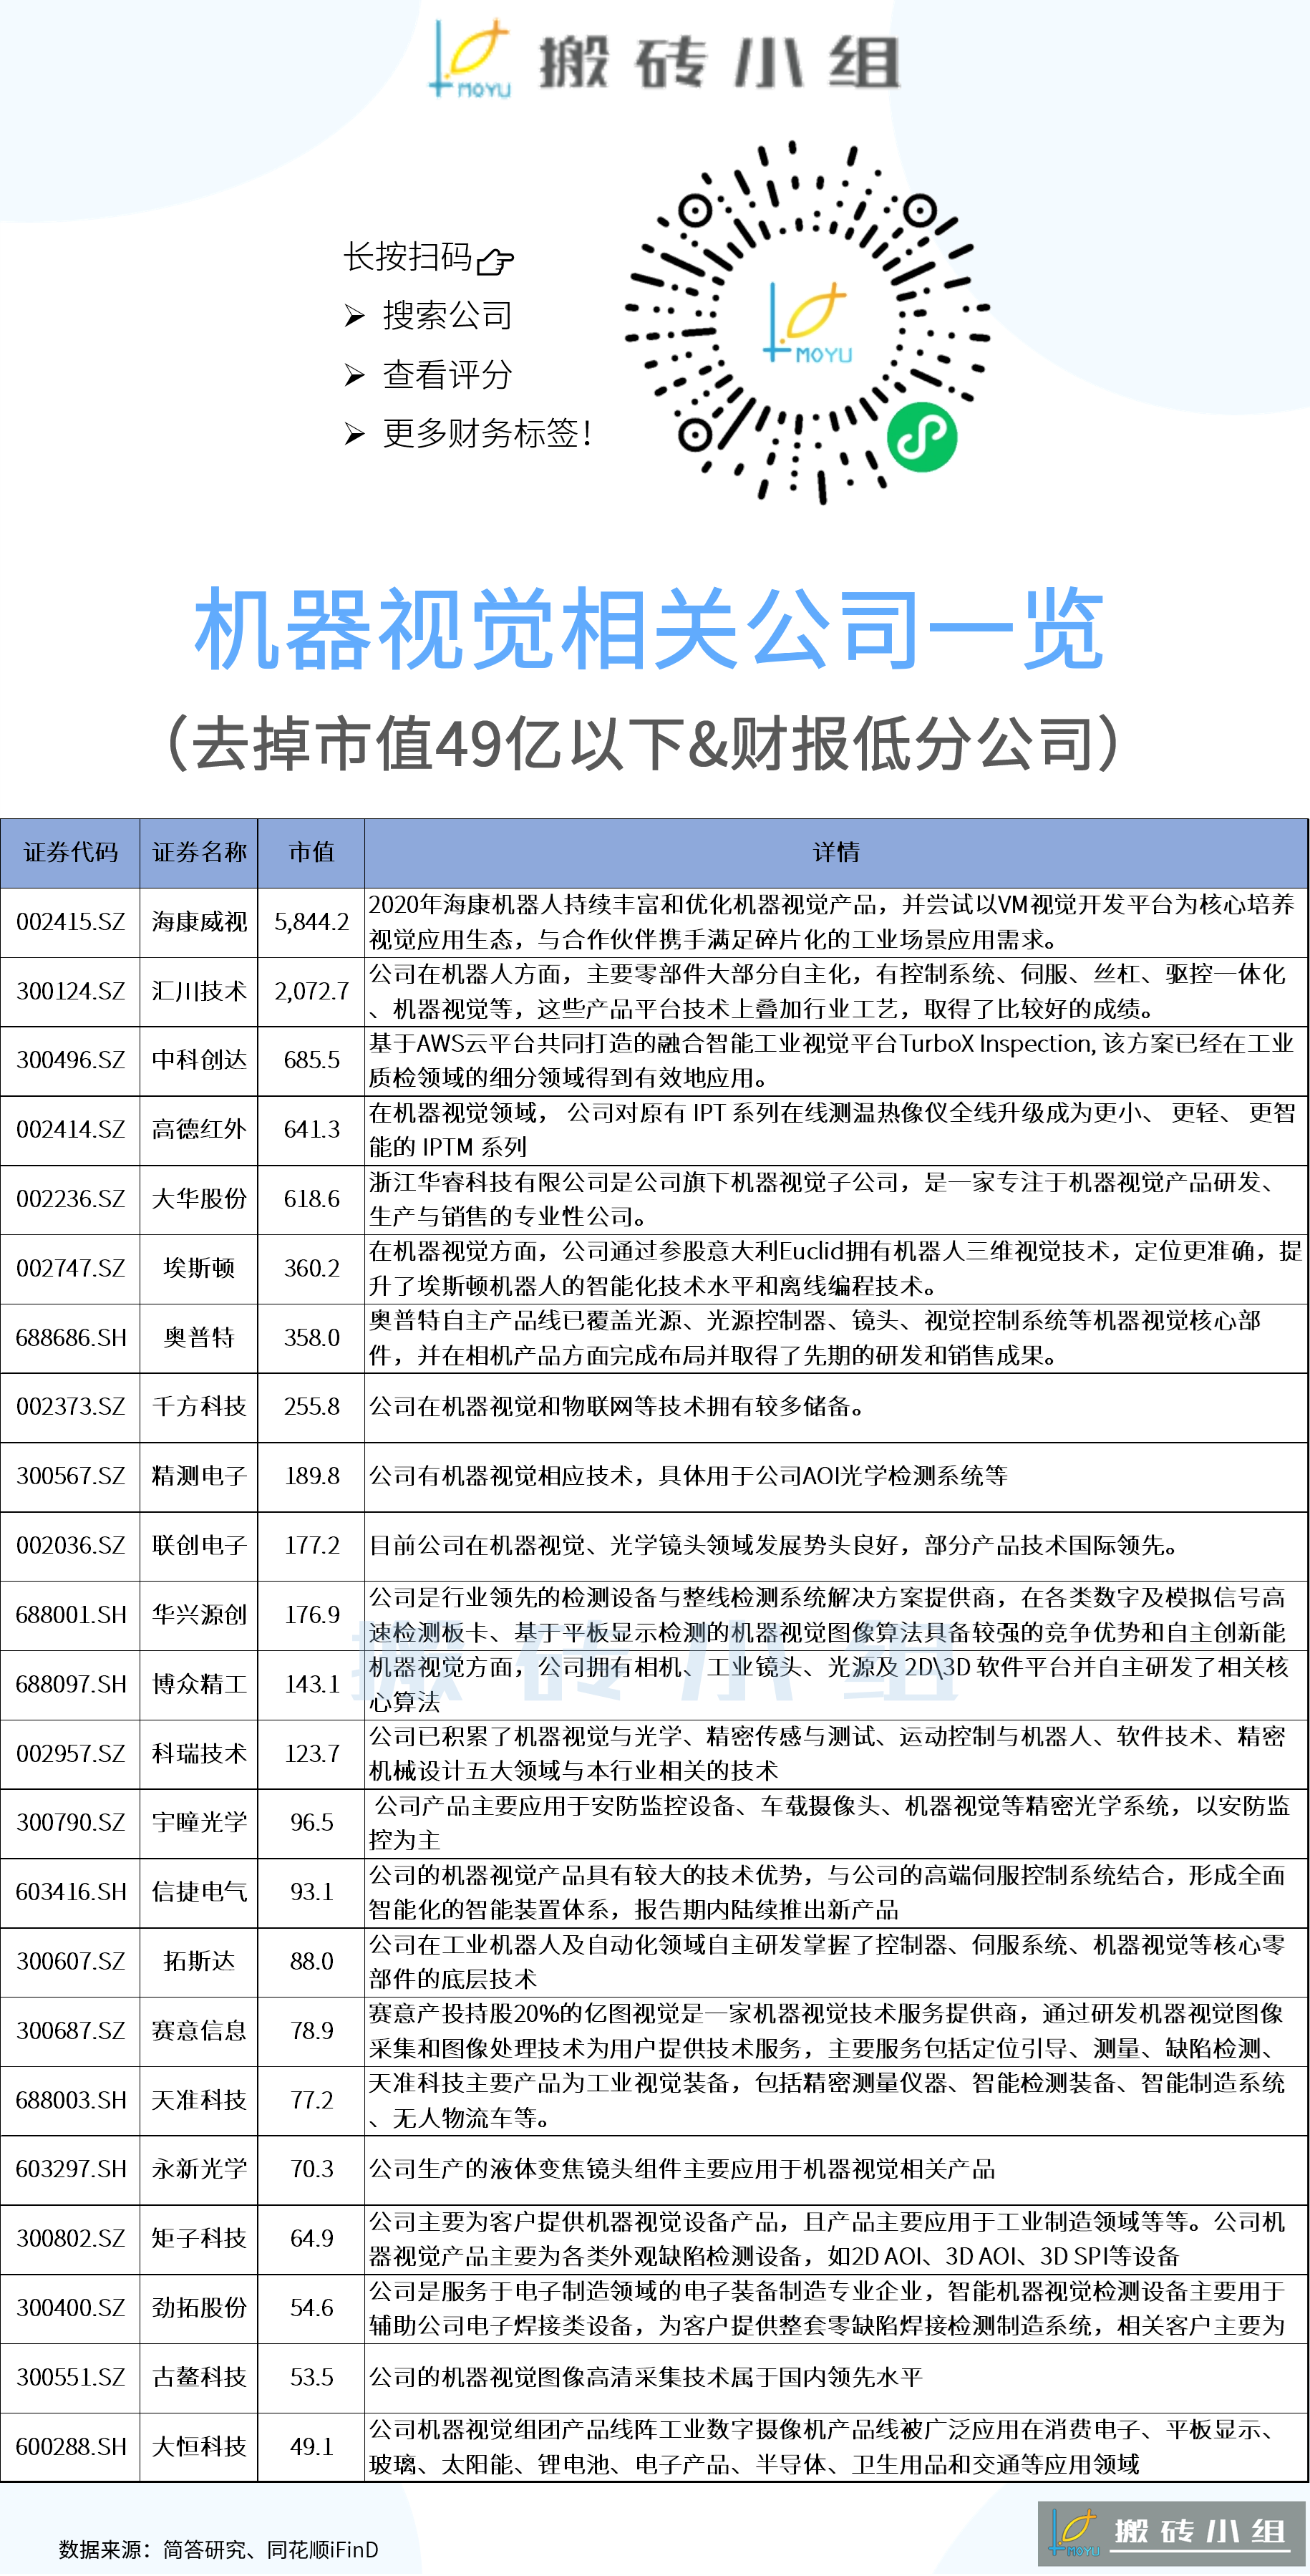 MOYU 搬砖小组
长按扫码
搜索公司
查看评分
更多财务标签！
MOYU
机器视觉相关公司一览
（去掉市值49亿以下&财报低分公司）
证券代码 证券名称 市值 详情
002415.SZ 海康威视 5,844.2 2020年海康机器人持续丰富和优化机器视觉产品，并尝试以VM视觉开发平台为核心培养
视觉应用生态，与合作伙伴携手满足碎片化的工业场景应用需求。
300124.SZ 汇川技术 2,072.7 公司在机器人方面，主要零部件大部分自主化，有控制系统、伺服、丝杠、驱控一体化
、机器视觉等，这些产品平台技术上叠加行业工艺，取得了比较好的成绩。
300496.SZ 中科创达 685.5 基于AWS云平台共同打造的融合智能工业视觉平台TurboX Inspection, 该方案已经在工业
质检领域的细分领域得到有效地应用。
002414.SZ 高德红外 641.3 在机器视觉领域， 公司对原有 IPT 系列在线测温热像仪全线升级成为更小、 更轻、 更智
能的 IPTM 系列
002236.SZ 大华股份 618.6 浙江华睿科技有限公司是公司旗下机器视觉子公司，是一家专注于机器视觉产品研发、
生产与销售的专业性公司。
002747.SZ 埃斯顿 360.2 在机器视觉方面，公司通过参股意大利Euclid拥有机器人三维视觉技术，定位更准确，提
升了埃斯顿机器人的智能化技术水平和离线编程技术。
688686.SH 奥普特 358.0 奥普特自主产品线已覆盖光源、光源控制器、镜头、视觉控制系统等机器视觉核心部
件，并在相机产品方面完成布局并取得了先期的研发和销售成果。
002373.SZ 千方科技 255.8 公司在机器视觉和物联网等技术拥有较多储备。
300567.SZ 精测电子 189.8 公司有机器视觉相应技术，具体用于公司AOI光学检测系统等
002036.SZ 联创电子 177.2 目前公司在机器视觉、光学镜头领域发展势头良好，部分产品技术国际领先。
688001.SH 华兴源创 176.9 公司是行业领先的检测设备与整线检测系统解决方案提供商，在各类数字及模拟信号高
速检测板卡、基于平板显示检测的机器视觉图像算法具备较强的竞争优势和自主创新能
搬砖小组
688097.SH 博众精工 143.1 机器视觉方面，公司拥有相机、工业镜头、光源及 2D\3D 软件平台并自主研发了相关核
心算法
002957.SZ 科瑞技术 123.7 公司已积累了机器视觉与光学、精密传感与测试、运动控制与机器人、软件技术、精密
机械设计五大领域与本行业相关的技术
300790.SZ 宇瞳光学 96.5 公司产品主要应用于安防监控设备、车载摄像头、机器视觉等精密光学系统，以安防监
控为主
603416.SH 信捷电气 93.1 公司的机器视觉产品具有较大的技术优势，与公司的高端伺服控制系统结合，形成全面
智能化的智能装置体系，报告期内陆续推出新产品
300607.SZ 拓斯达 88.0 公司在工业机器人及自动化领域自主研发掌握了控制器、伺服系统、机器视觉等核心零
部件的底层技术
300687.SZ 赛意信息 78.9 赛意产投持股20%的亿图视觉是一家机器视觉技术服务提供商，通过研发机器视觉图像
采集和图像处理技术为用户提供技术服务，主要服务包括定位引导、测量、缺陷检测、
688003.SH 天准科技 77.2 天准科技主要产品为工业视觉装备，包括精密测量仪器、智能检测装备、智能制造系统
、无人物流车等。
603297.SH 永新光学 70.3 公司生产的液体变焦镜头组件主要应用于机器视觉相关产品
300802.SZ 矩子科技 64.9 公司主要为客户提供机器视觉设备产品，且产品主要应用于工业制造领域等等。公司机
器视觉产品主要为各类外观缺陷检测设备，如2D AOI、3D AOI、3D SPI等设备
300400.SZ 劲拓股份 54.6 公司是服务于电子制造领域的电子装备制造专业企业，智能机器视觉检测设备主要用于
辅助公司电子焊接类设备，为客户提供整套零缺陷焊接检测制造系统，相关客户主要为
300551.SZ 古鳌科技 53.5 公司的机器视觉图像高清采集技术属于国内领先水平
600288.SH 大恒科技 49.1 公司机器视觉组团产品线阵工业数字摄像机产品线被广泛应用在消费电子、平板显示、
玻璃、太阳能、锂电池、电子产品、半导体、卫生用品和交通等应用领域
数据来源：简答研究、同花顺iFinD
MOYU 搬砖小组